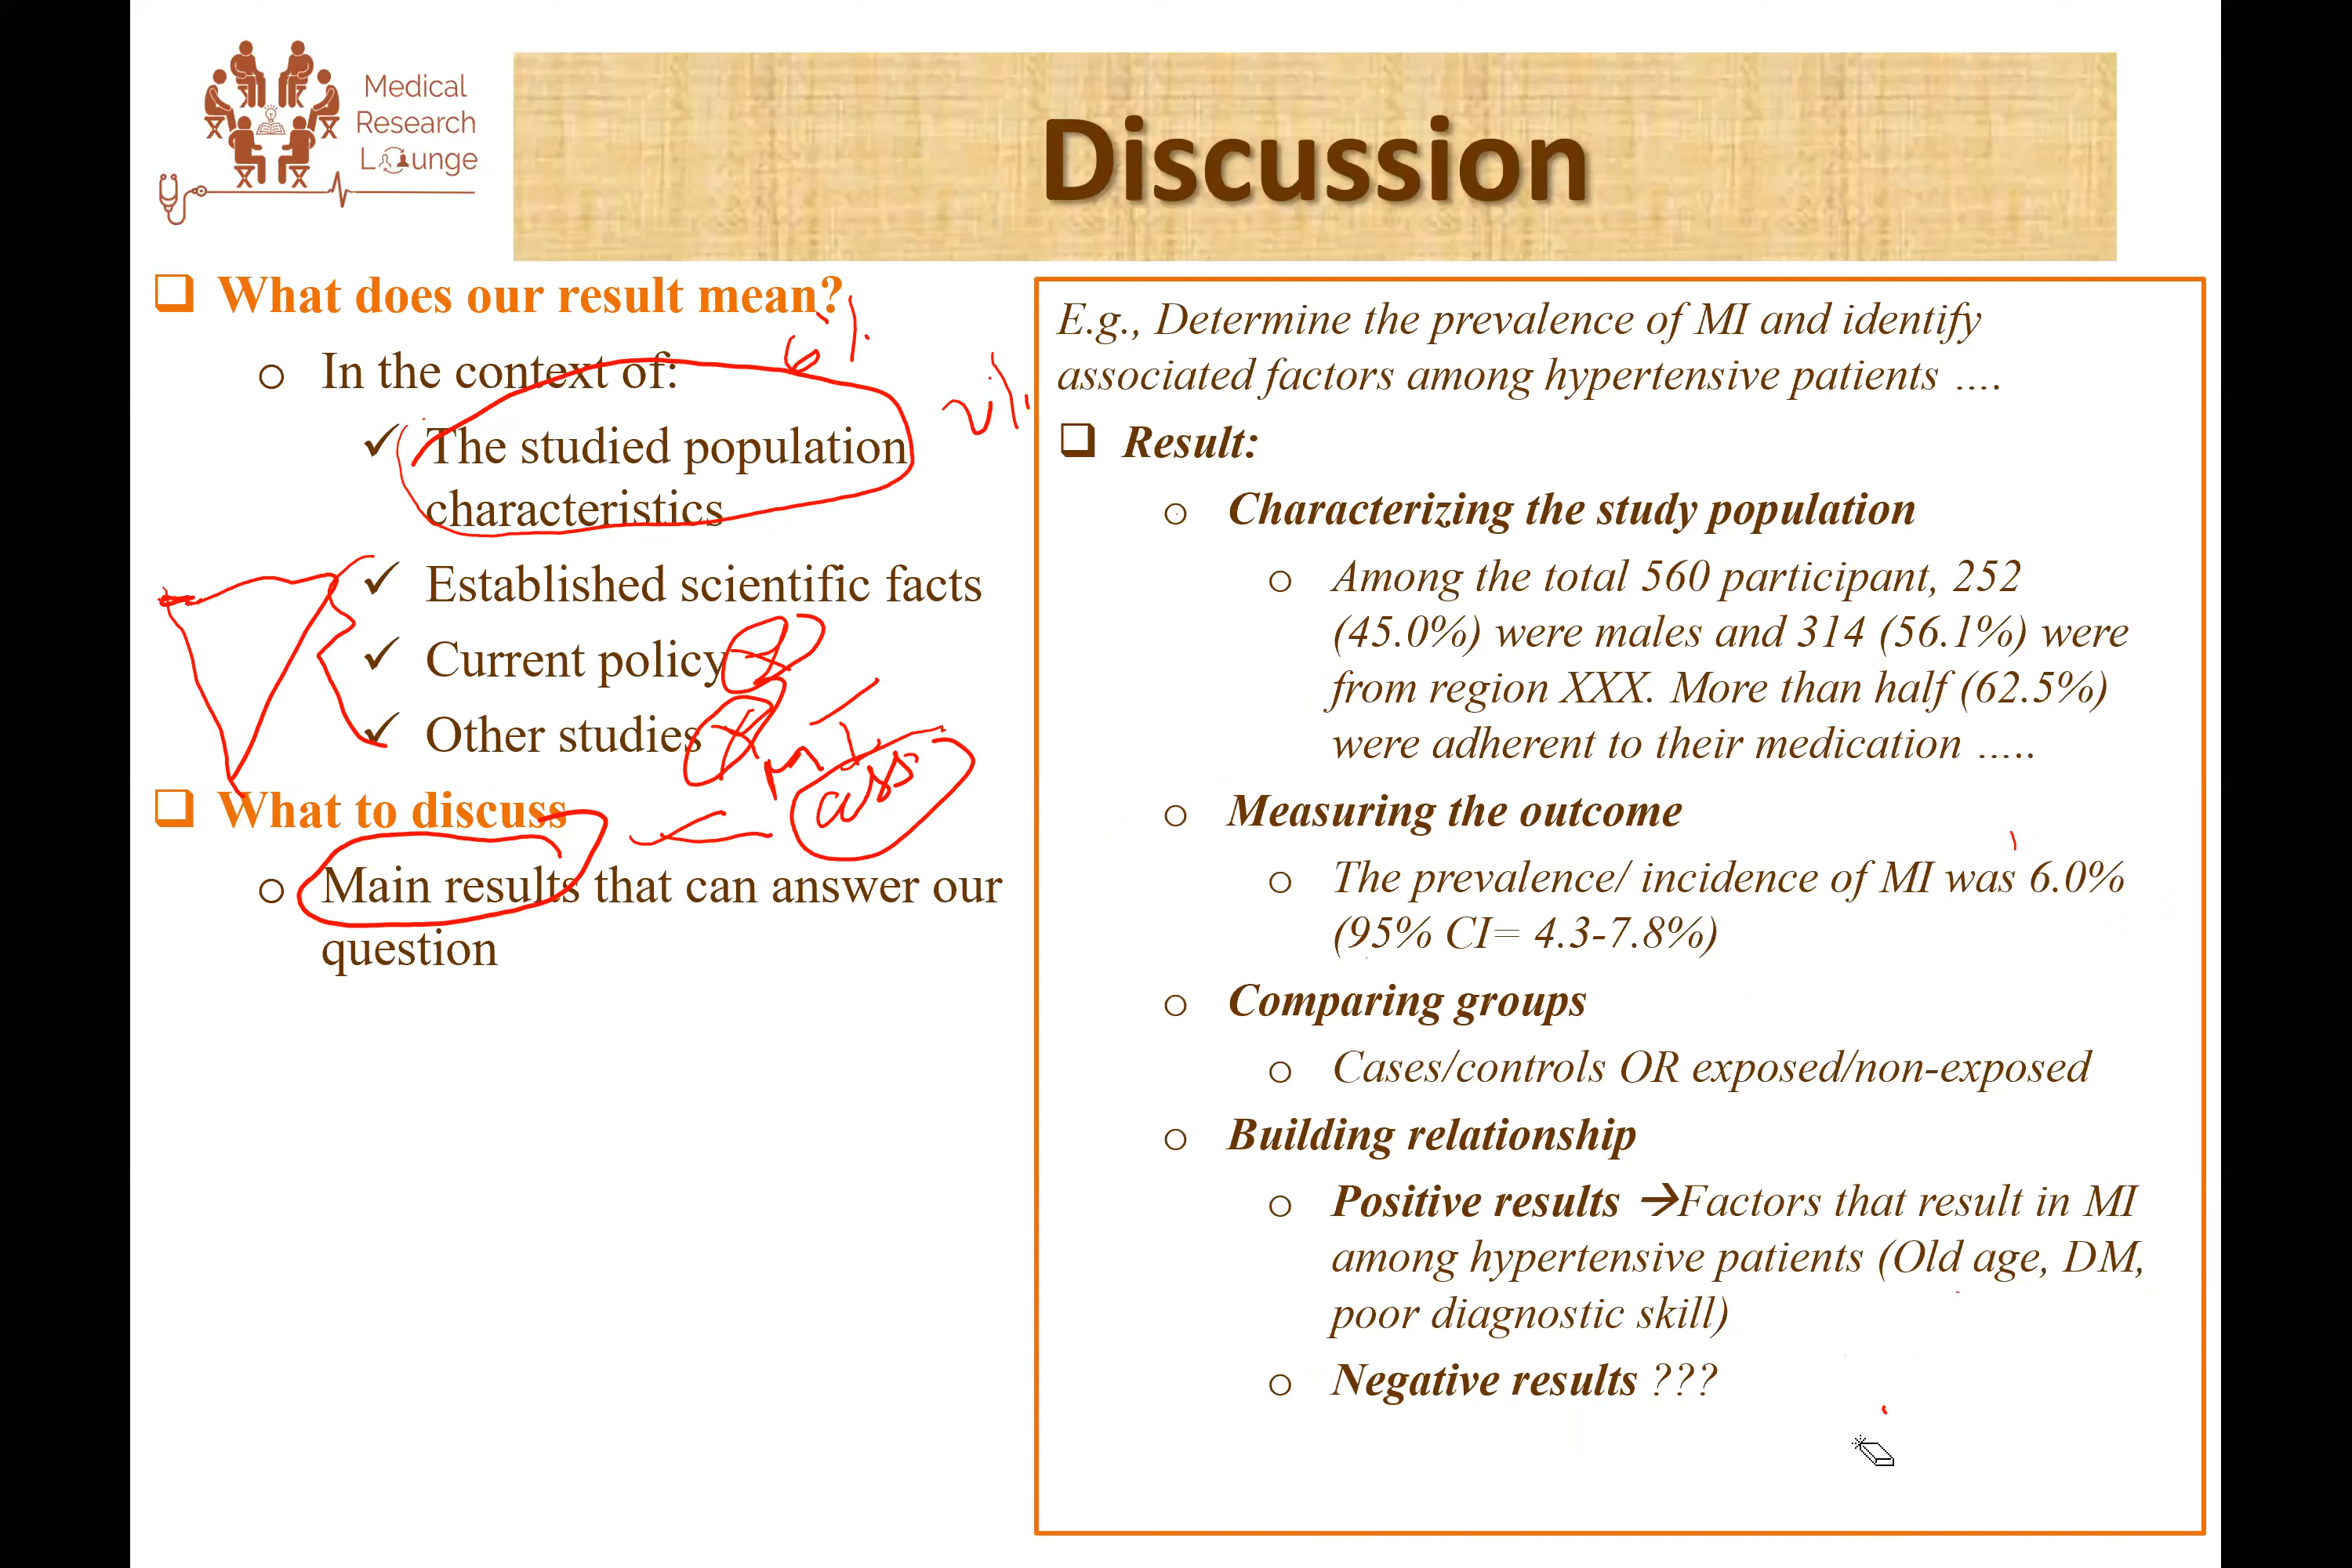 Medical
Research
Lounge
Discussion
❑ What does our result mean?
o In the context of:
✓ The studied population
characteristics
✓ Established scientific facts
✓ Current policy
✓ Other studies
❑ What to discuss
o Main results that can answer our
question
6%
2%
MI
E.g., Determine the prevalence of MI and identify
associated factors among hypertensive patients ….
❑ Result:
o Characterizing the study population
o Among the total 560 participant, 252
(45.0%) were males and 314 (56.1%) were
from region XXX. More than half (62.5%)
were adherent to their medication …..
o Measuring the outcome
o The prevalence/ incidence of MI was 6.0%
(95% CI= 4.3-7.8%)
o Comparing groups
o Cases/controls OR exposed/non-exposed
o Building relationship
o Positive results →Factors that result in MI
among hypertensive patients (Old age, DM,
poor diagnostic skill)
o Negative results ???